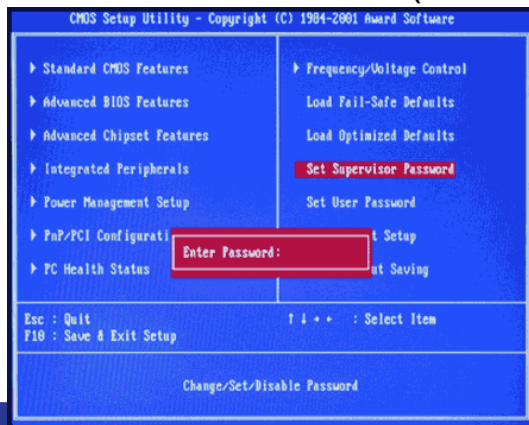 CMOS Setup Utility - Copyright (C) 1984-2001 Award Software
▶ Standard CMOS Features
▶ Advanced BIOS Features
▶ Advanced Chipset Features
▶ Integrated Peripherals
▶ Power Management Setup
▶ PnP/PCI Configurati
▶ PC Health Status
▶ Frequency/Voltage Control
Load Fail-Safe Defaults
Load Optimized Defaults
Set Supervisor Password
Set User Password
t Setup
ut Saving
Enter Password:
Esc : Quit
F10 : Save & Exit Setup
↑ ↓ → ← : Select Item
Change/Set/Disable Password